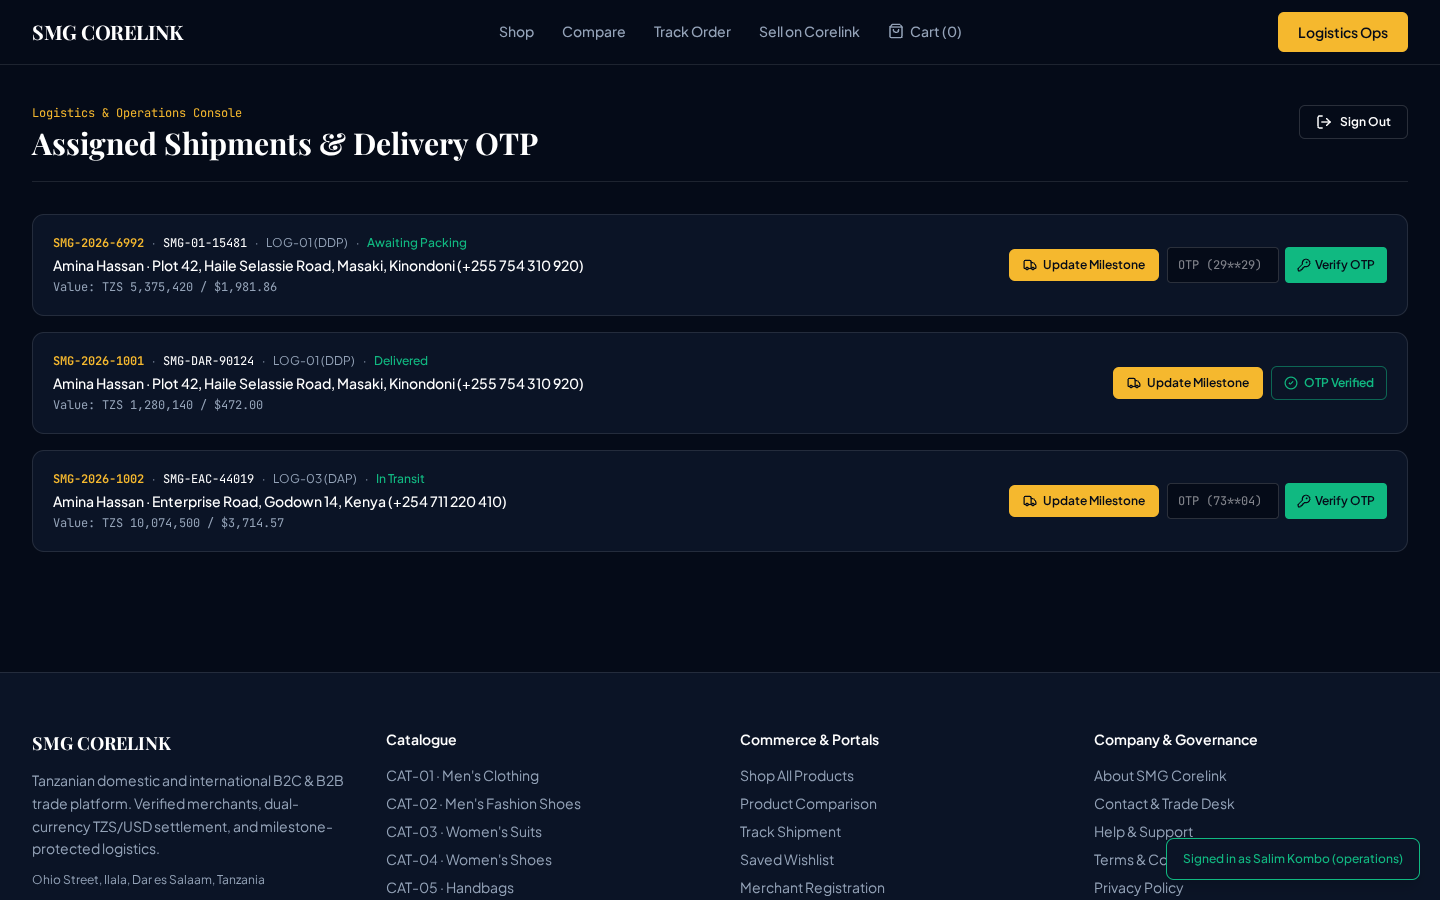 SMG CORELINK
Shop
Compare
Track Order
Sell on Corelink
Cart (0)
Logistics Ops
Logistics & Operations Console
Assigned Shipments & Delivery OTP
Sign Out
SMG-2026-6992 · SMG-01-15481 · LOG-01 (DDP) · Awaiting Packing
Amina Hassan · Plot 42, Haile Selassie Road, Masaki, Kinondoni (+255 754 310 920)
Value: TZS 5,375,420 / $1,981.86
Update Milestone
OTP (29**29)
Verify OTP
SMG-2026-1001 · SMG-DAR-90124 · LOG-01 (DDP) · Delivered
Amina Hassan · Plot 42, Haile Selassie Road, Masaki, Kinondoni (+255 754 310 920)
Value: TZS 1,280,140 / $472.00
Update Milestone
OTP Verified
SMG-2026-1002 · SMG-EAC-44019 · LOG-03 (DAP) · In Transit
Amina Hassan · Enterprise Road, Godown 14, Kenya (+254 711 220 410)
Value: TZS 10,074,500 / $3,714.57
Update Milestone
OTP (73**04)
Verify OTP
SMG CORELINK
Tanzanian domestic and international B2C & B2B
trade platform. Verified merchants, dual-
currency TZS/USD settlement, and milestone-
protected logistics.
Ohio Street, Ilala, Dar es Salaam, Tanzania
Catalogue
CAT-01 · Men's Clothing
CAT-02 · Men's Fashion Shoes
CAT-03 · Women's Suits
CAT-04 · Women's Shoes
CAT-05 · Handbags
Commerce & Portals
Shop All Products
Product Comparison
Track Shipment
Saved Wishlist
Merchant Registration
Company & Governance
About SMG Corelink
Contact & Trade Desk
Help & Support
Terms & Co
Privacy Policy
Signed in as Salim Kombo (operations)